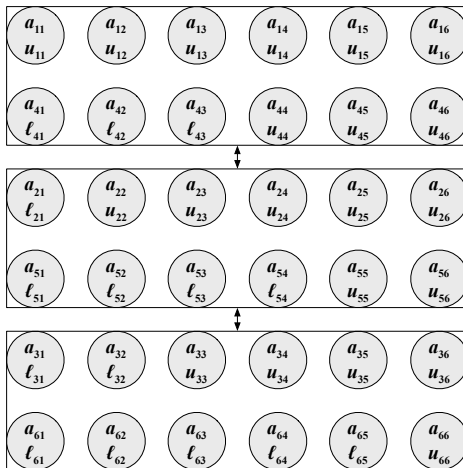 a₁₁ a₁₂ a₁₃ a₁₄ a₁₅ a₁₆
u₁₁ u₁₂ u₁₃ u₁₄ u₁₅ u₁₆
a₄₁ a₄₂ a₄₃ a₄₄ a₄₅ a₄₆
ℓ₄₁ ℓ₄₂ ℓ₄₃ u₄₄ u₄₅ u₄₆
a₂₁ a₂₂ a₂₃ a₂₄ a₂₅ a₂₆
ℓ₂₁ u₂₂ u₂₃ u₂₄ u₂₅ u₂₆
a₅₁ a₅₂ a₅₃ a₅₄ a₅₅ a₅₆
ℓ₅₁ ℓ₅₂ ℓ₅₃ ℓ₅₄ u₅₅ u₅₆
a₃₁ a₃₂ a₃₃ a₃₄ a₃₅ a₃₆
ℓ₃₁ ℓ₃₂ u₃₃ u₃₄ u₃₅ u₃₆
a₆₁ a₆₂ a₆₃ a₆₄ a₆₅ a₆₆
ℓ₆₁ ℓ₆₂ ℓ₆₃ ℓ₆₄ ℓ₆₅ u₆₆